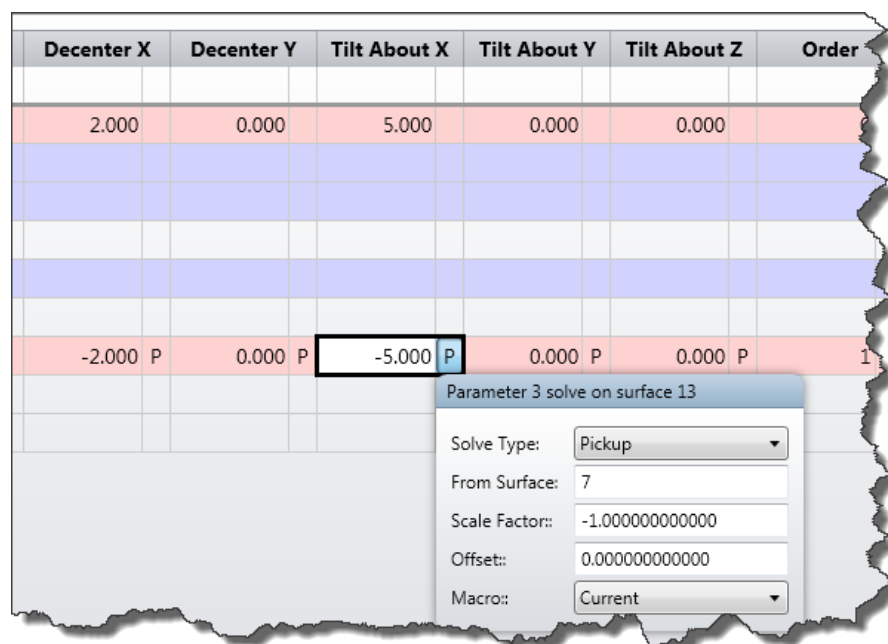 Decenter X Decenter Y Tilt About X Tilt About Y Tilt About Z Order
2.000 0.000 5.000 0.000 0.000
-2.000 P 0.000 P -5.000 P 0.000 P 0.000 P 1
Parameter 3 solve on surface 13
Solve Type: Pickup
From Surface: 7
Scale Factor:: -1.000000000000
Offset:: 0.000000000000
Macro:: Current